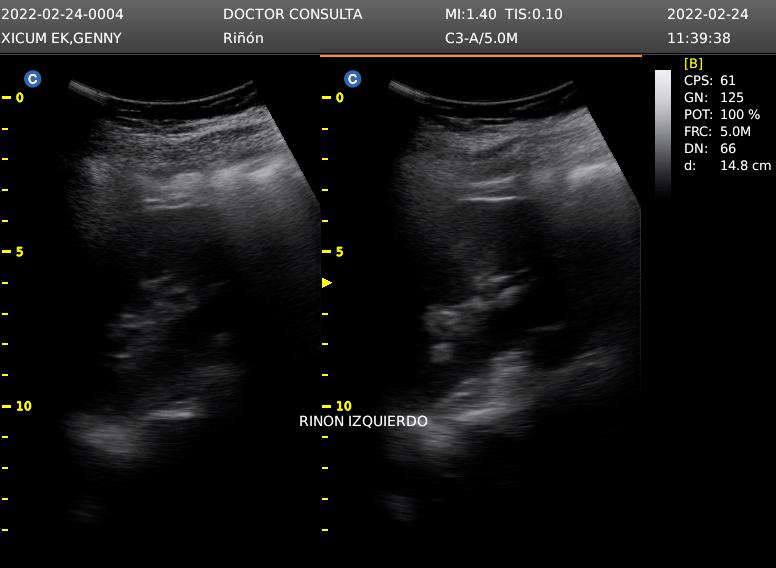 2022-02-24-0004 DOCTOR CONSULTA MI:1.40 TIS:0.10 2022-02-24
XICUM EK,GENNY Riñón C3-A/5.0M 11:39:38
[B]
CPS: 61
GN: 125
POT: 100 %
FRC: 5.0M
DN: 66
d: 14.8 cm
C C
0 0
5 5
10 10
RINON IZQUIERDO